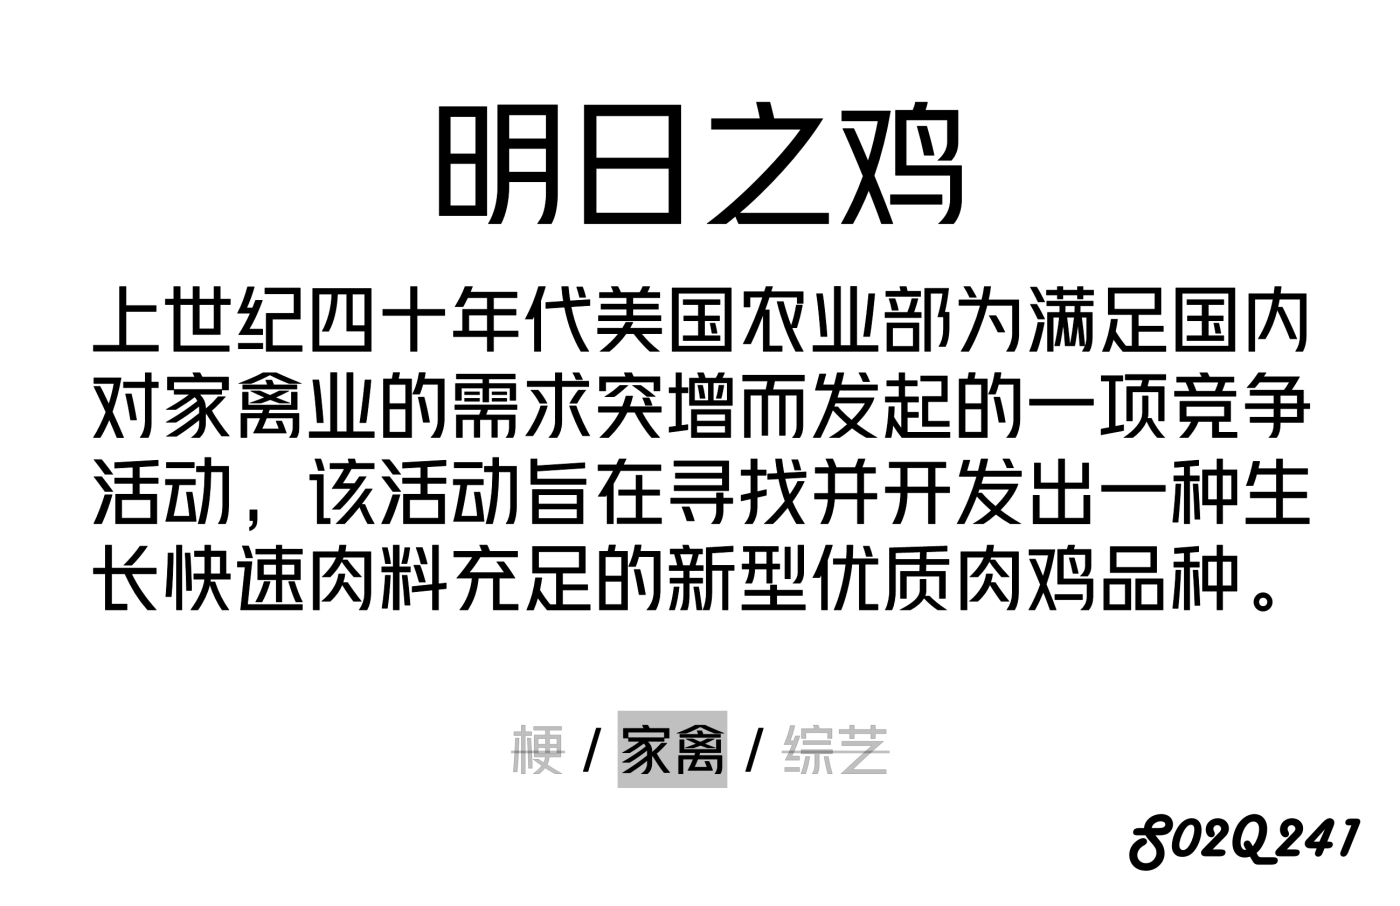 明日之鸡
上世纪四十年代美国农业部为满足国内
对家禽业的需求突增而发起的一项竞争
活动，该活动旨在寻找并开发出一种生
长快速肉料充足的新型优质肉鸡品种。
梗 / 家禽 / 综艺
S02Q241